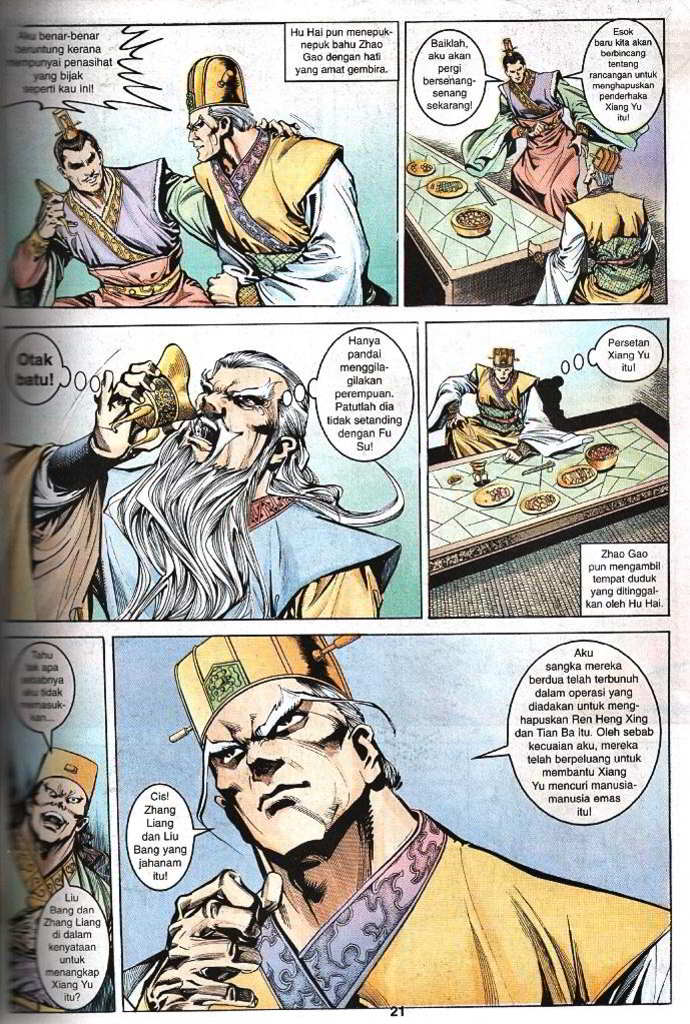 Aku benar-benar
beruntung kerana
mempunyai penasihat
yang bijak
seperti kau ini!
Hu Hai pun menepuk-
nepuk bahu Zhao
Gao dengan hati
yang amat gembira.
Baiklah,
aku akan
pergi
bersenang-
senang
sekarang!
Esok
baru kita akan
berbincang
tentang
rancangan untuk
menghapuskan
penderhaka
Xiang Yu
itu!
Otak
batu!
Hanya
pandai
menggila-
gilakan
perempuan.
Patutlah dia
tidak setanding
dengan Fu
Su!
Persetan
Xiang Yu
itu!
Zhao Gao
pun mengambil
tempat duduk
yang ditinggal-
kan oleh Hu Hai.
Tahu
tak apa
sebabnya
aku tidak
memasuk-
kan...
Liu
Bang dan
Zhang Liang
di dalam
kenyataan
untuk
menangkap
Xiang Yu
itu?
Cis!
Zhang
Liang
dan Liu
Bang yang
jahanam
itu!
Aku
sangka mereka
berdua telah terbunuh
dalam operasi yang
diadakan untuk meng-
hapuskan Ren Heng Xing
dan Tian Ba itu. Oleh sebab
kecuaian aku, mereka
telah berpeluang untuk
membantu Xiang
Yu mencuri manusia-
manusia emas
itu!
21